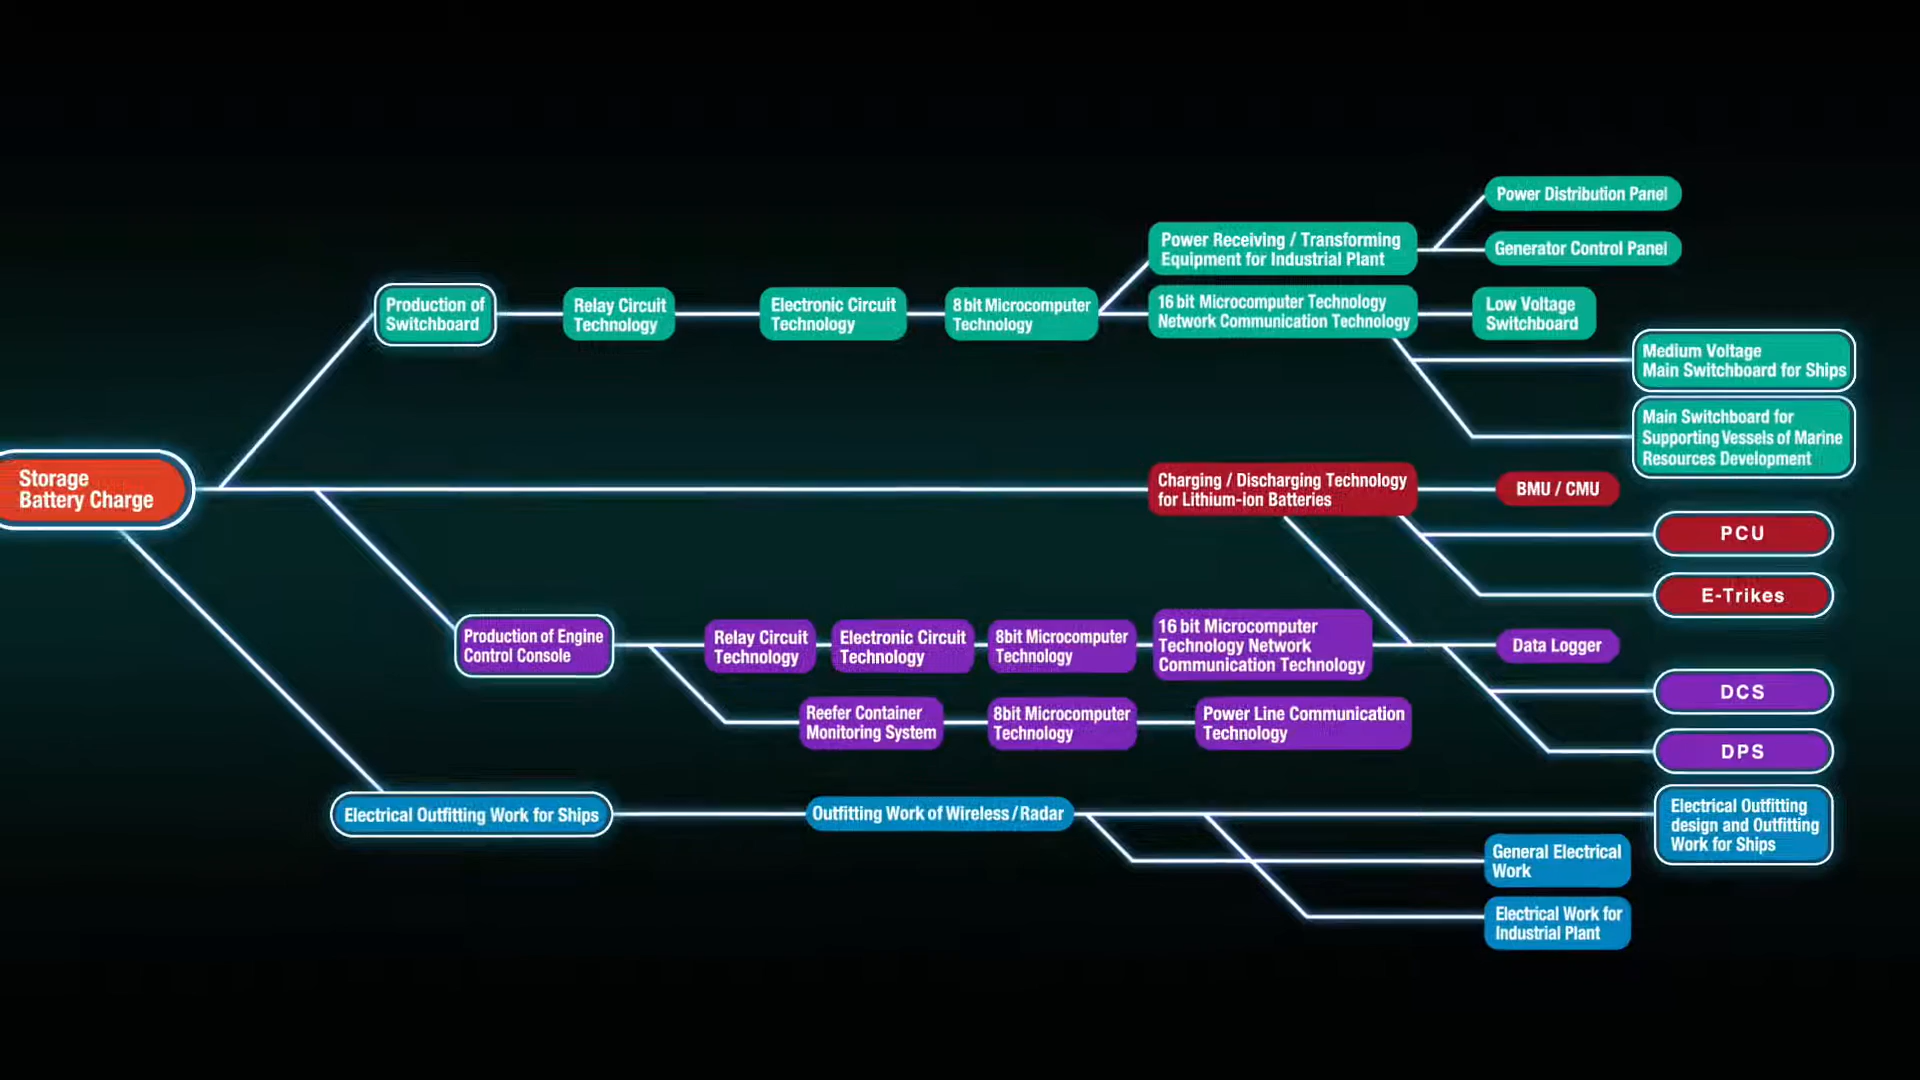 Power Distribution Panel
Power Receiving / Transforming
Equipment for Industrial Plant
Generator Control Panel
Production of
Switchboard
Relay Circuit
Technology
Electronic Circuit
Technology
8 bit Microcomputer
Technology
16 bit Microcomputer Technology
Network Communication Technology
Low Voltage
Switchboard
Medium Voltage
Main Switchboard for Ships
Main Switchboard for
Supporting Vessels of Marine
Resources Development
Storage
Battery Charge
Charging / Discharging Technology
for Lithium-ion Batteries
BMU / CMU
PCU
E-Trikes
Production of Engine
Control Console
Relay Circuit
Technology
Electronic Circuit
Technology
8bit Microcomputer
Technology
16 bit Microcomputer
Technology Network
Communication Technology
Data Logger
Reefer Container
Monitoring System
8bit Microcomputer
Technology
Power Line Communication
Technology
DCS
DPS
Electrical Outfitting Work for Ships
Outfitting Work of Wireless / Radar
Electrical Outfitting
design and Outfitting
Work for Ships
General Electrical
Work
Electrical Work for
Industrial Plant